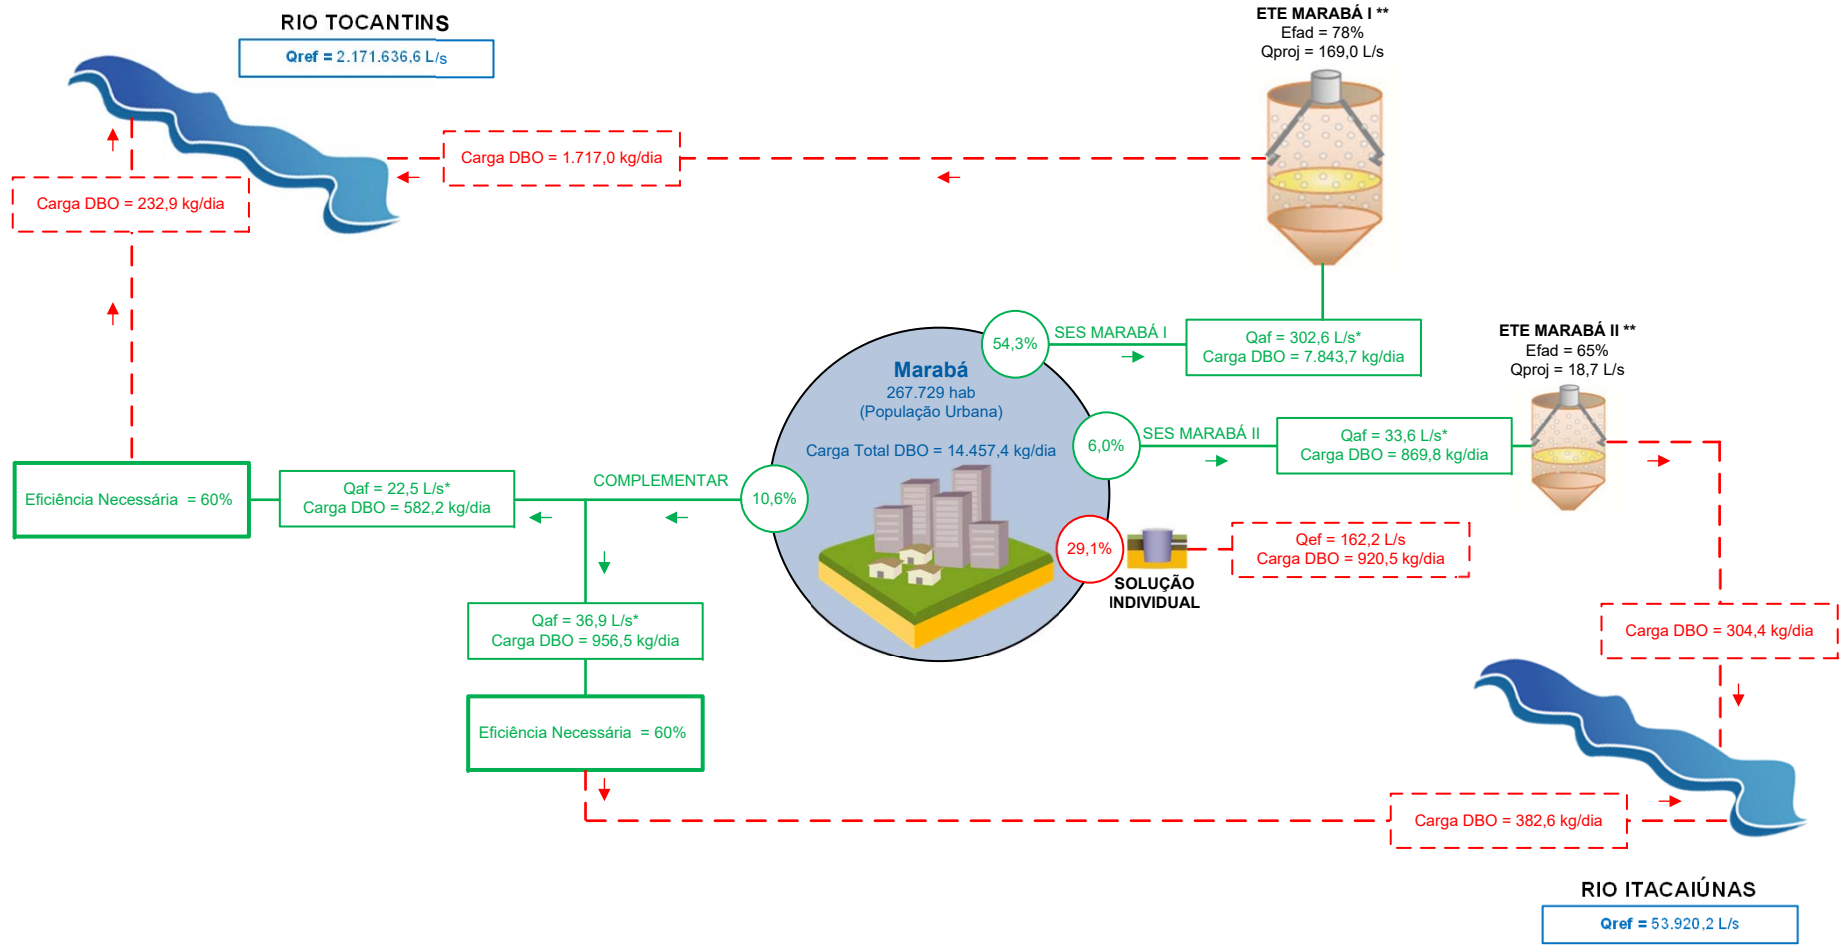 RIO TOCANTINS
Qref = 2.171.636,6 L/s
ETE MARABÁ I **
Efad = 78%
Qproj = 169,0 L/s
Carga DBO = 1.717,0 kg/dia
Carga DBO = 232,9 kg/dia
54,3%
SES MARABÁ I
Qaf = 302,6 L/s*
Carga DBO = 7.843,7 kg/dia
ETE MARABÁ II **
Efad = 65%
Qproj = 18,7 L/s
Marabá
267.729 hab
(População Urbana)
Carga Total DBO = 14.457,4 kg/dia
6,0%
SES MARABÁ II
Qaf = 33,6 L/s*
Carga DBO = 869,8 kg/dia
Eficiência Necessária = 60%
Qaf = 22,5 L/s*
Carga DBO = 582,2 kg/dia
COMPLEMENTAR
10,6%
29,1%
SOLUÇÃO
INDIVIDUAL
Qef = 162,2 L/s
Carga DBO = 920,5 kg/dia
Qaf = 36,9 L/s*
Carga DBO = 956,5 kg/dia
Carga DBO = 304,4 kg/dia
Eficiência Necessária = 60%
Carga DBO = 382,6 kg/dia
RIO ITACAIÚNAS
Qref = 53.920,2 L/s